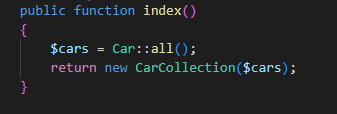 public function index()
{
    $cars = Car::all();
    return new CarCollection($cars);
}